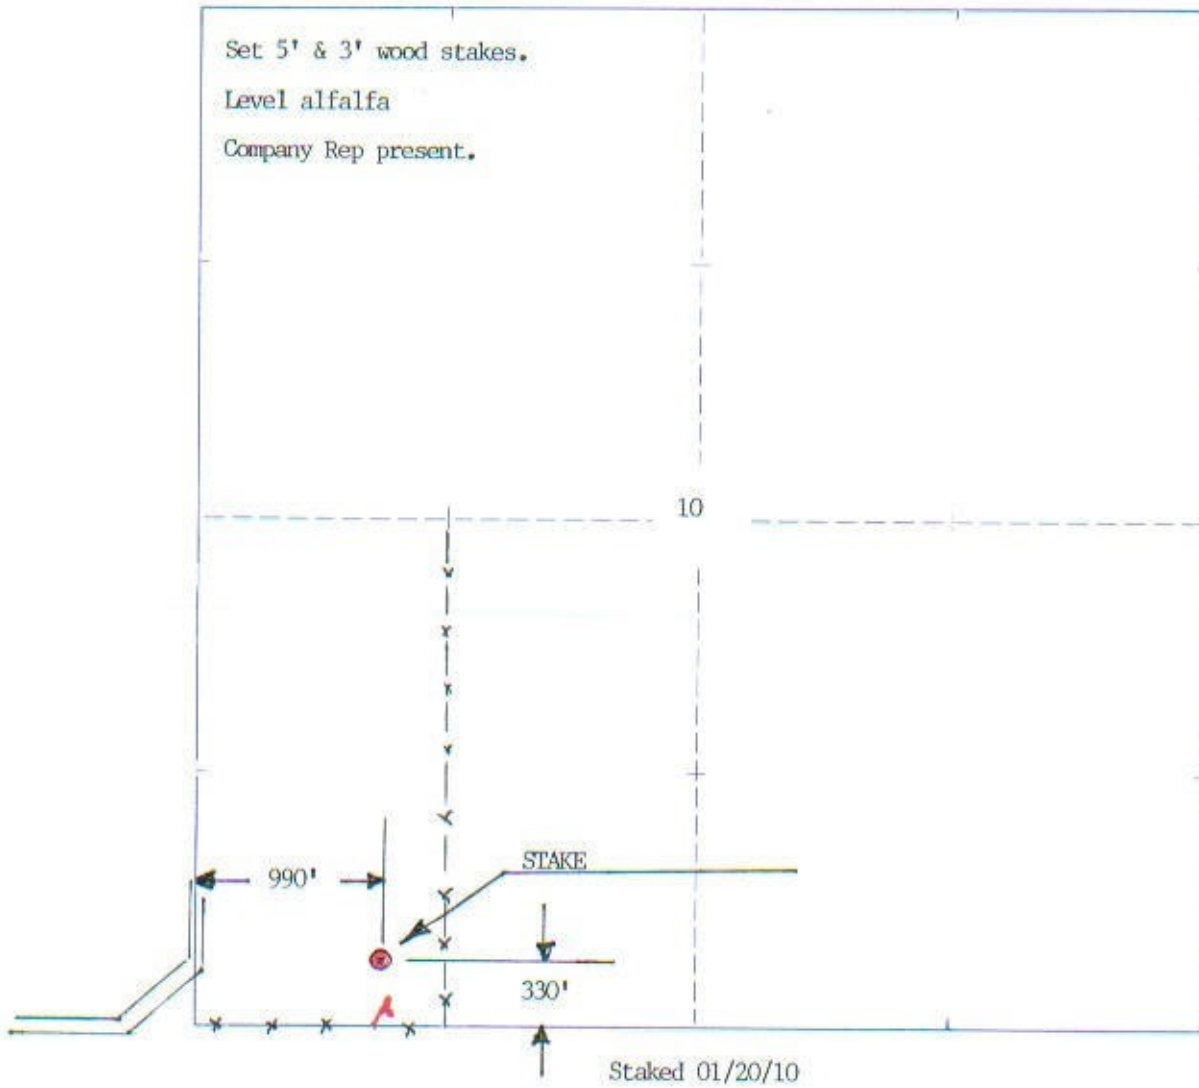 Set 5' & 3' wood stakes.
Level alfalfa
Company Rep present.
10
STAKE
990'
330'
Staked 01/20/10